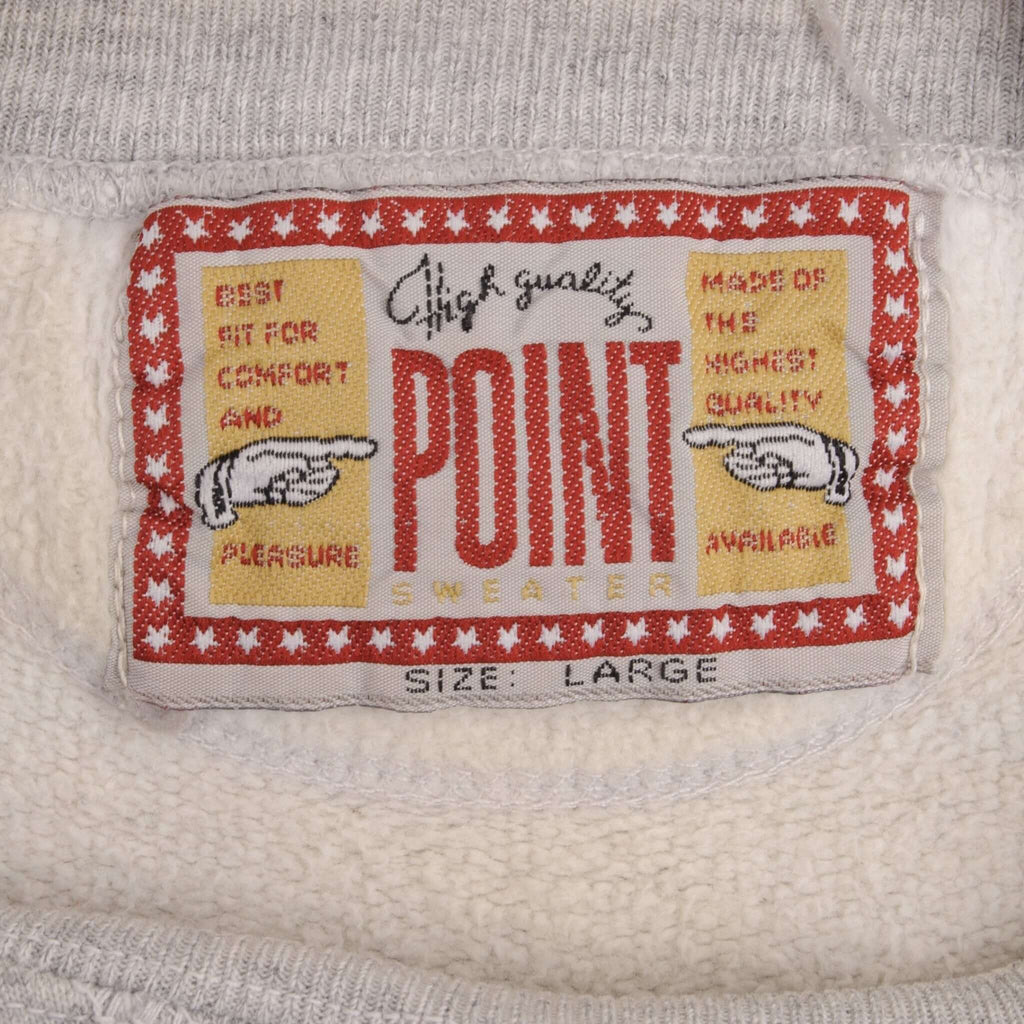 BEST
FIT FOR
COMFORT
AND
PLEASURE
High quality
POINT
SWEATER
MADE OF
THE
HIGHEST
QUALITY
AVAILABLE
SIZE: LARGE